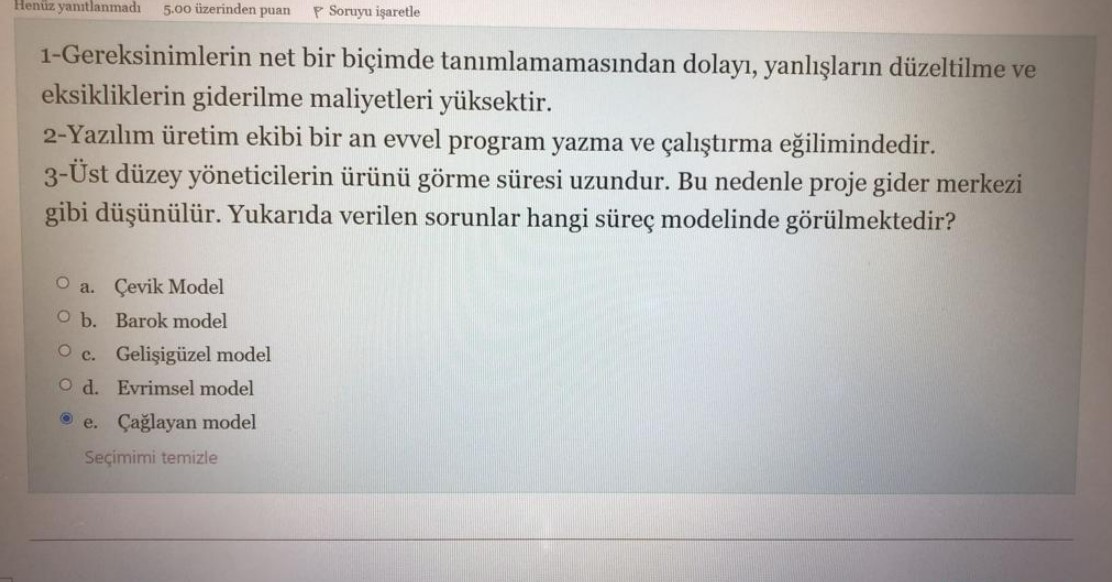 Henüz yanıtlanmadı 5.00 üzerinden puan Soruyu işaretle
1-Gereksinimlerin net bir biçimde tanımlamamasından dolayı, yanlışların düzeltilme ve
eksikliklerin giderilme maliyetleri yüksektir.
2-Yazılım üretim ekibi bir an evvel program yazma ve çalıştırma eğilimindedir.
3-Üst düzey yöneticilerin ürünü görme süresi uzundur. Bu nedenle proje gider merkezi
gibi düşünülür. Yukarıda verilen sorunlar hangi süreç modelinde görülmektedir?
a. Çevik Model
b. Barok model
c. Gelişigüzel model
d. Evrimsel model
e. Çağlayan model
Seçimimi temizle